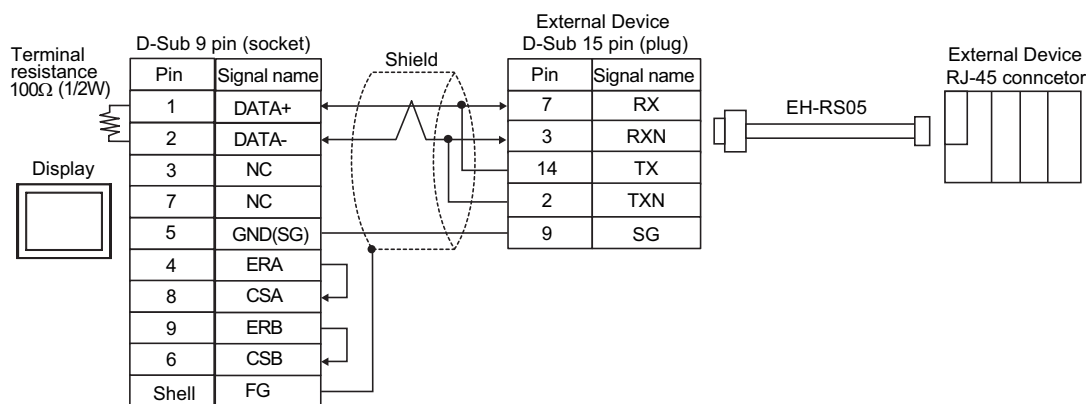 External Device
D-Sub 9 pin (socket)
D-Sub 15 pin (plug)
External Device
RJ-45 conncetor
Terminal
resistance
100Ω (1/2W)
Shield
Pin Signal name
1 DATA+
2 DATA-
3 NC
7 NC
5 GND(SG)
4 ERA
8 CSA
9 ERB
6 CSB
Shell FG
Pin Signal name
7 RX
3 RXN
14 TX
2 TXN
9 SG
EH-RS05
Display